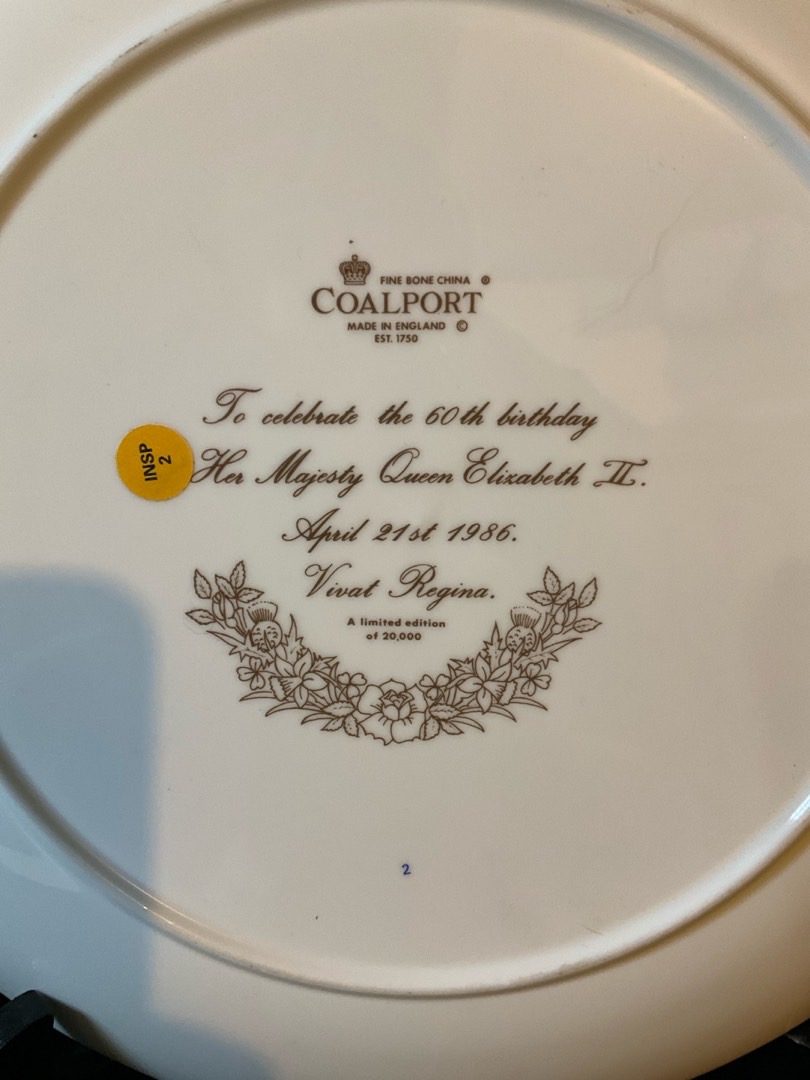 FINE BONE CHINA ®
COALPORT
MADE IN ENGLAND ©
EST. 1750
To celebrate the 60th birthday
Her Majesty Queen Elizabeth II.
April 21st 1986.
Vivat Regina.
A limited edition
of 20,000
INSP
2
2